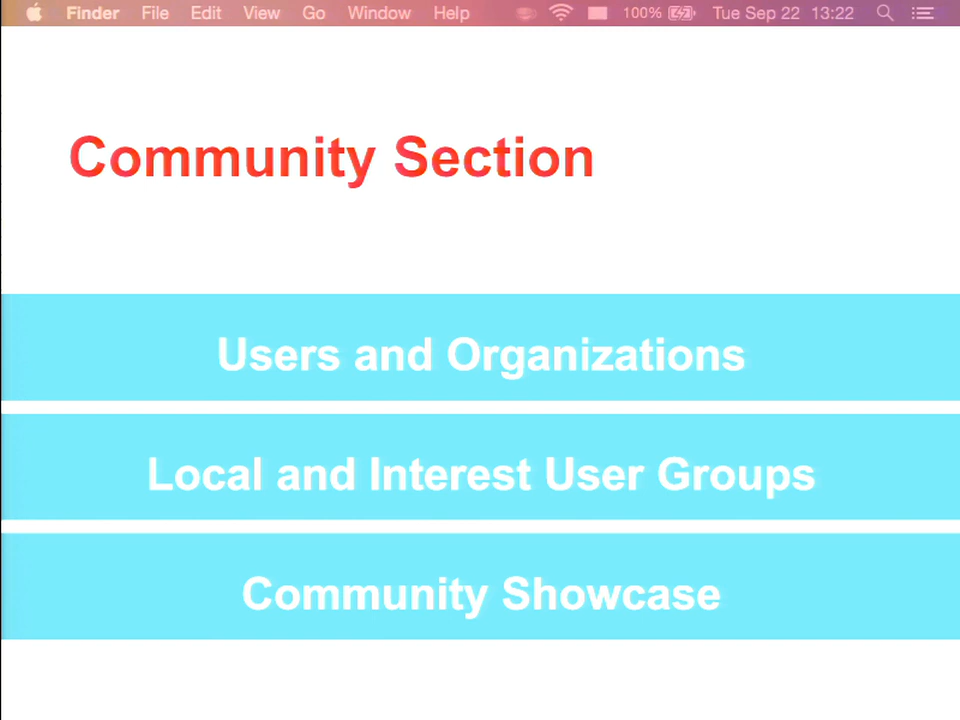 Finder File Edit View Go Window Help 100% Tue Sep 22 13:22
Community Section
Users and Organizations
Local and Interest User Groups
Community Showcase